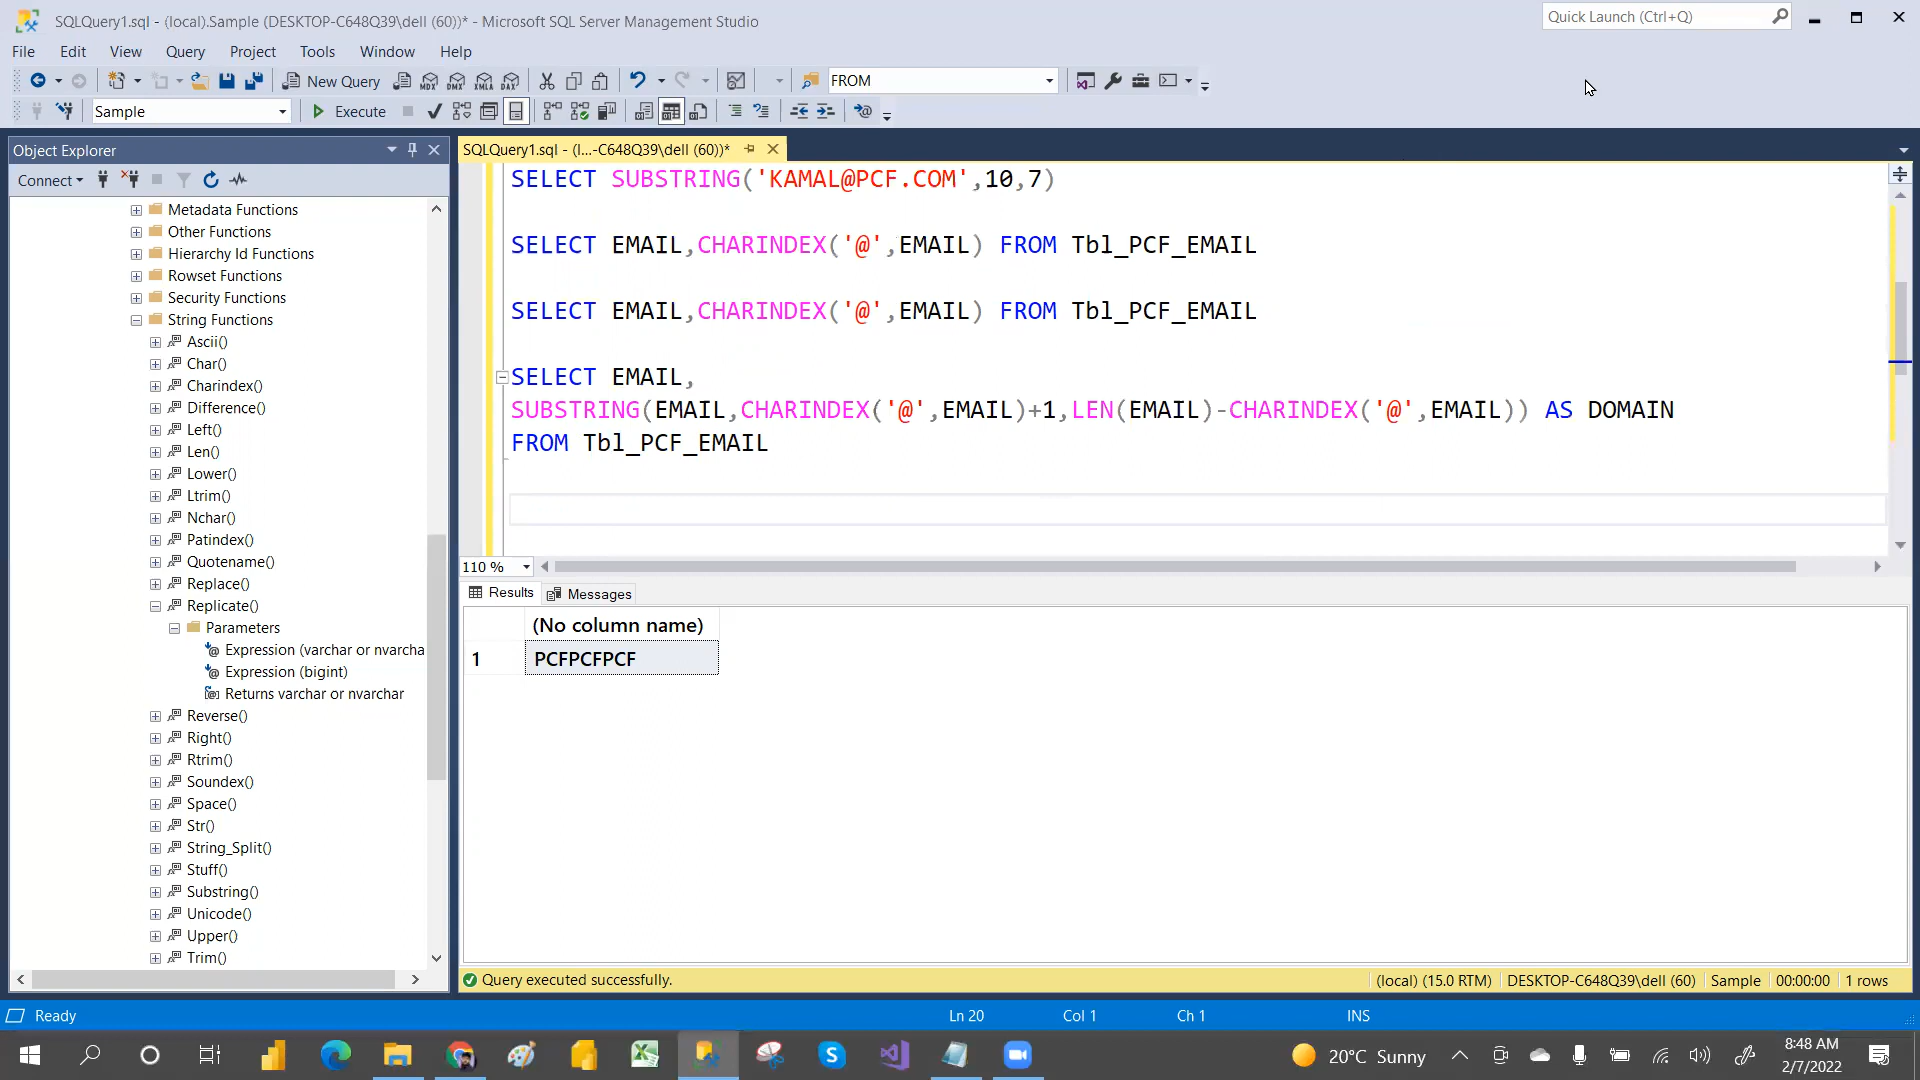 SQLQuery1.sql - (local).Sample (DESKTOP-C648Q39\dell (60))* - Microsoft SQL Server Management Studio
Quick Launch (Ctrl+Q)
File Edit View Query Project Tools Window Help
New Query
FROM
Sample
Execute
Object Explorer
SQLQuery1.sql - (l...-C648Q39\dell (60))*
Connect
Metadata Functions
Other Functions
Hierarchy Id Functions
Rowset Functions
Security Functions
String Functions
Ascii()
Char()
Charindex()
Difference()
Left()
Len()
Lower()
Ltrim()
Nchar()
Patindex()
Quotename()
Replace()
Replicate()
Parameters
Expression (varchar or nvarcha
Expression (bigint)
Returns varchar or nvarchar
Reverse()
Right()
Rtrim()
Soundex()
Space()
Str()
String_Split()
Stuff()
Substring()
Unicode()
Upper()
Trim()
SELECT SUBSTRING('KAMAL@PCF.COM',10,7)
SELECT EMAIL,CHARINDEX('@',EMAIL) FROM Tbl_PCF_EMAIL
SELECT EMAIL,CHARINDEX('@',EMAIL) FROM Tbl_PCF_EMAIL
SELECT EMAIL,
SUBSTRING(EMAIL,CHARINDEX('@',EMAIL)+1,LEN(EMAIL)-CHARINDEX('@',EMAIL)) AS DOMAIN
FROM Tbl_PCF_EMAIL
110 %
Results Messages
(No column name)
1 PCFPCFPCF
Query executed successfully.
(local) (15.0 RTM) DESKTOP-C648Q39\dell (60) Sample 00:00:00 1 rows
Ready
Ln 20 Col 1 Ch 1 INS
20°C Sunny
8:48 AM
2/7/2022